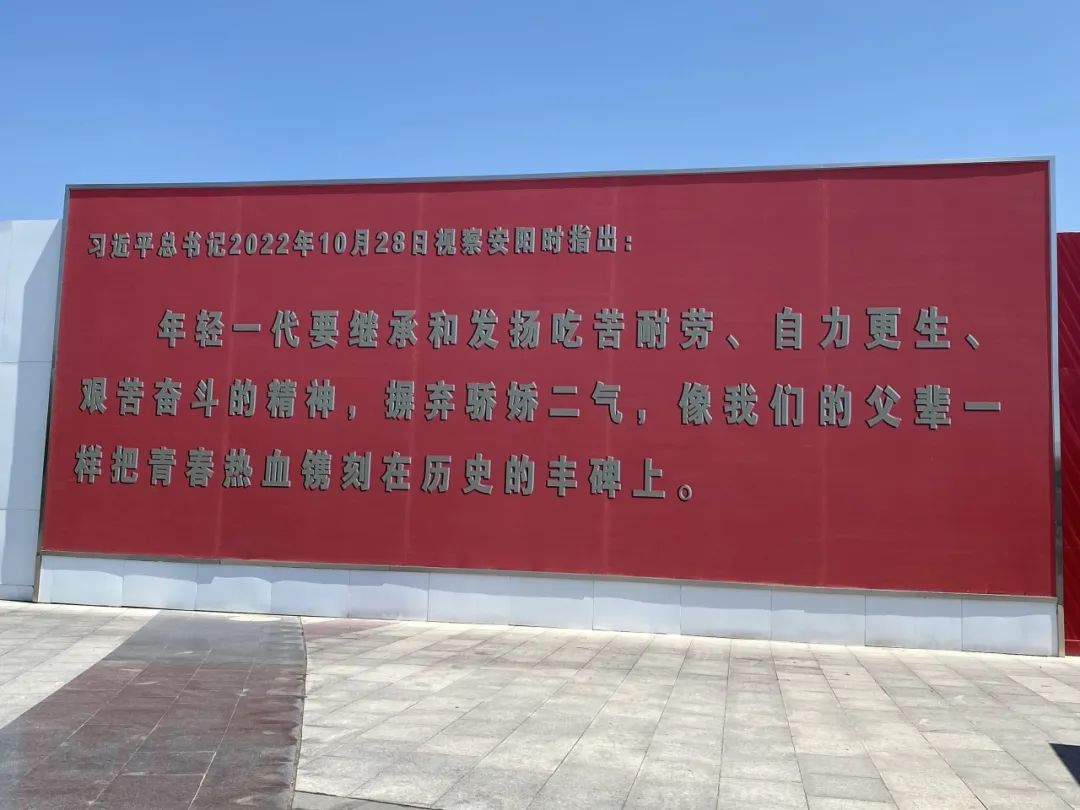 习近平总书记2022年10月28日视察安阳时指出：
年轻一代要继承和发扬吃苦耐劳、自力更生、
艰苦奋斗的精神，摒弃骄娇二气，像我们的父辈一
样把青春热血镌刻在历史的丰碑上。